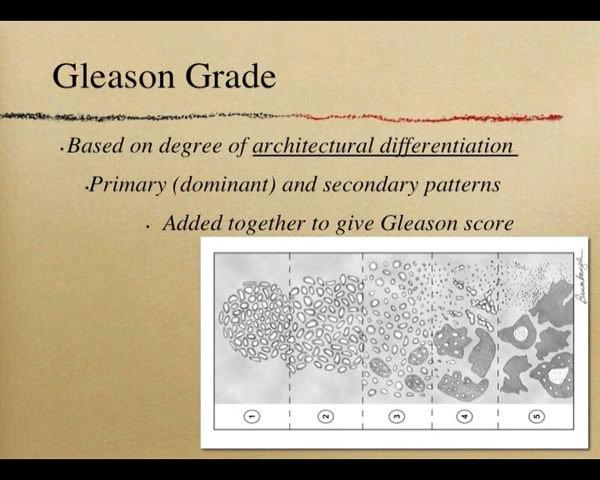 Gleason Grade
Based on degree of architectural differentiation
Primary (dominant) and secondary patterns
Added together to give Gleason score
1 2 3 4 5